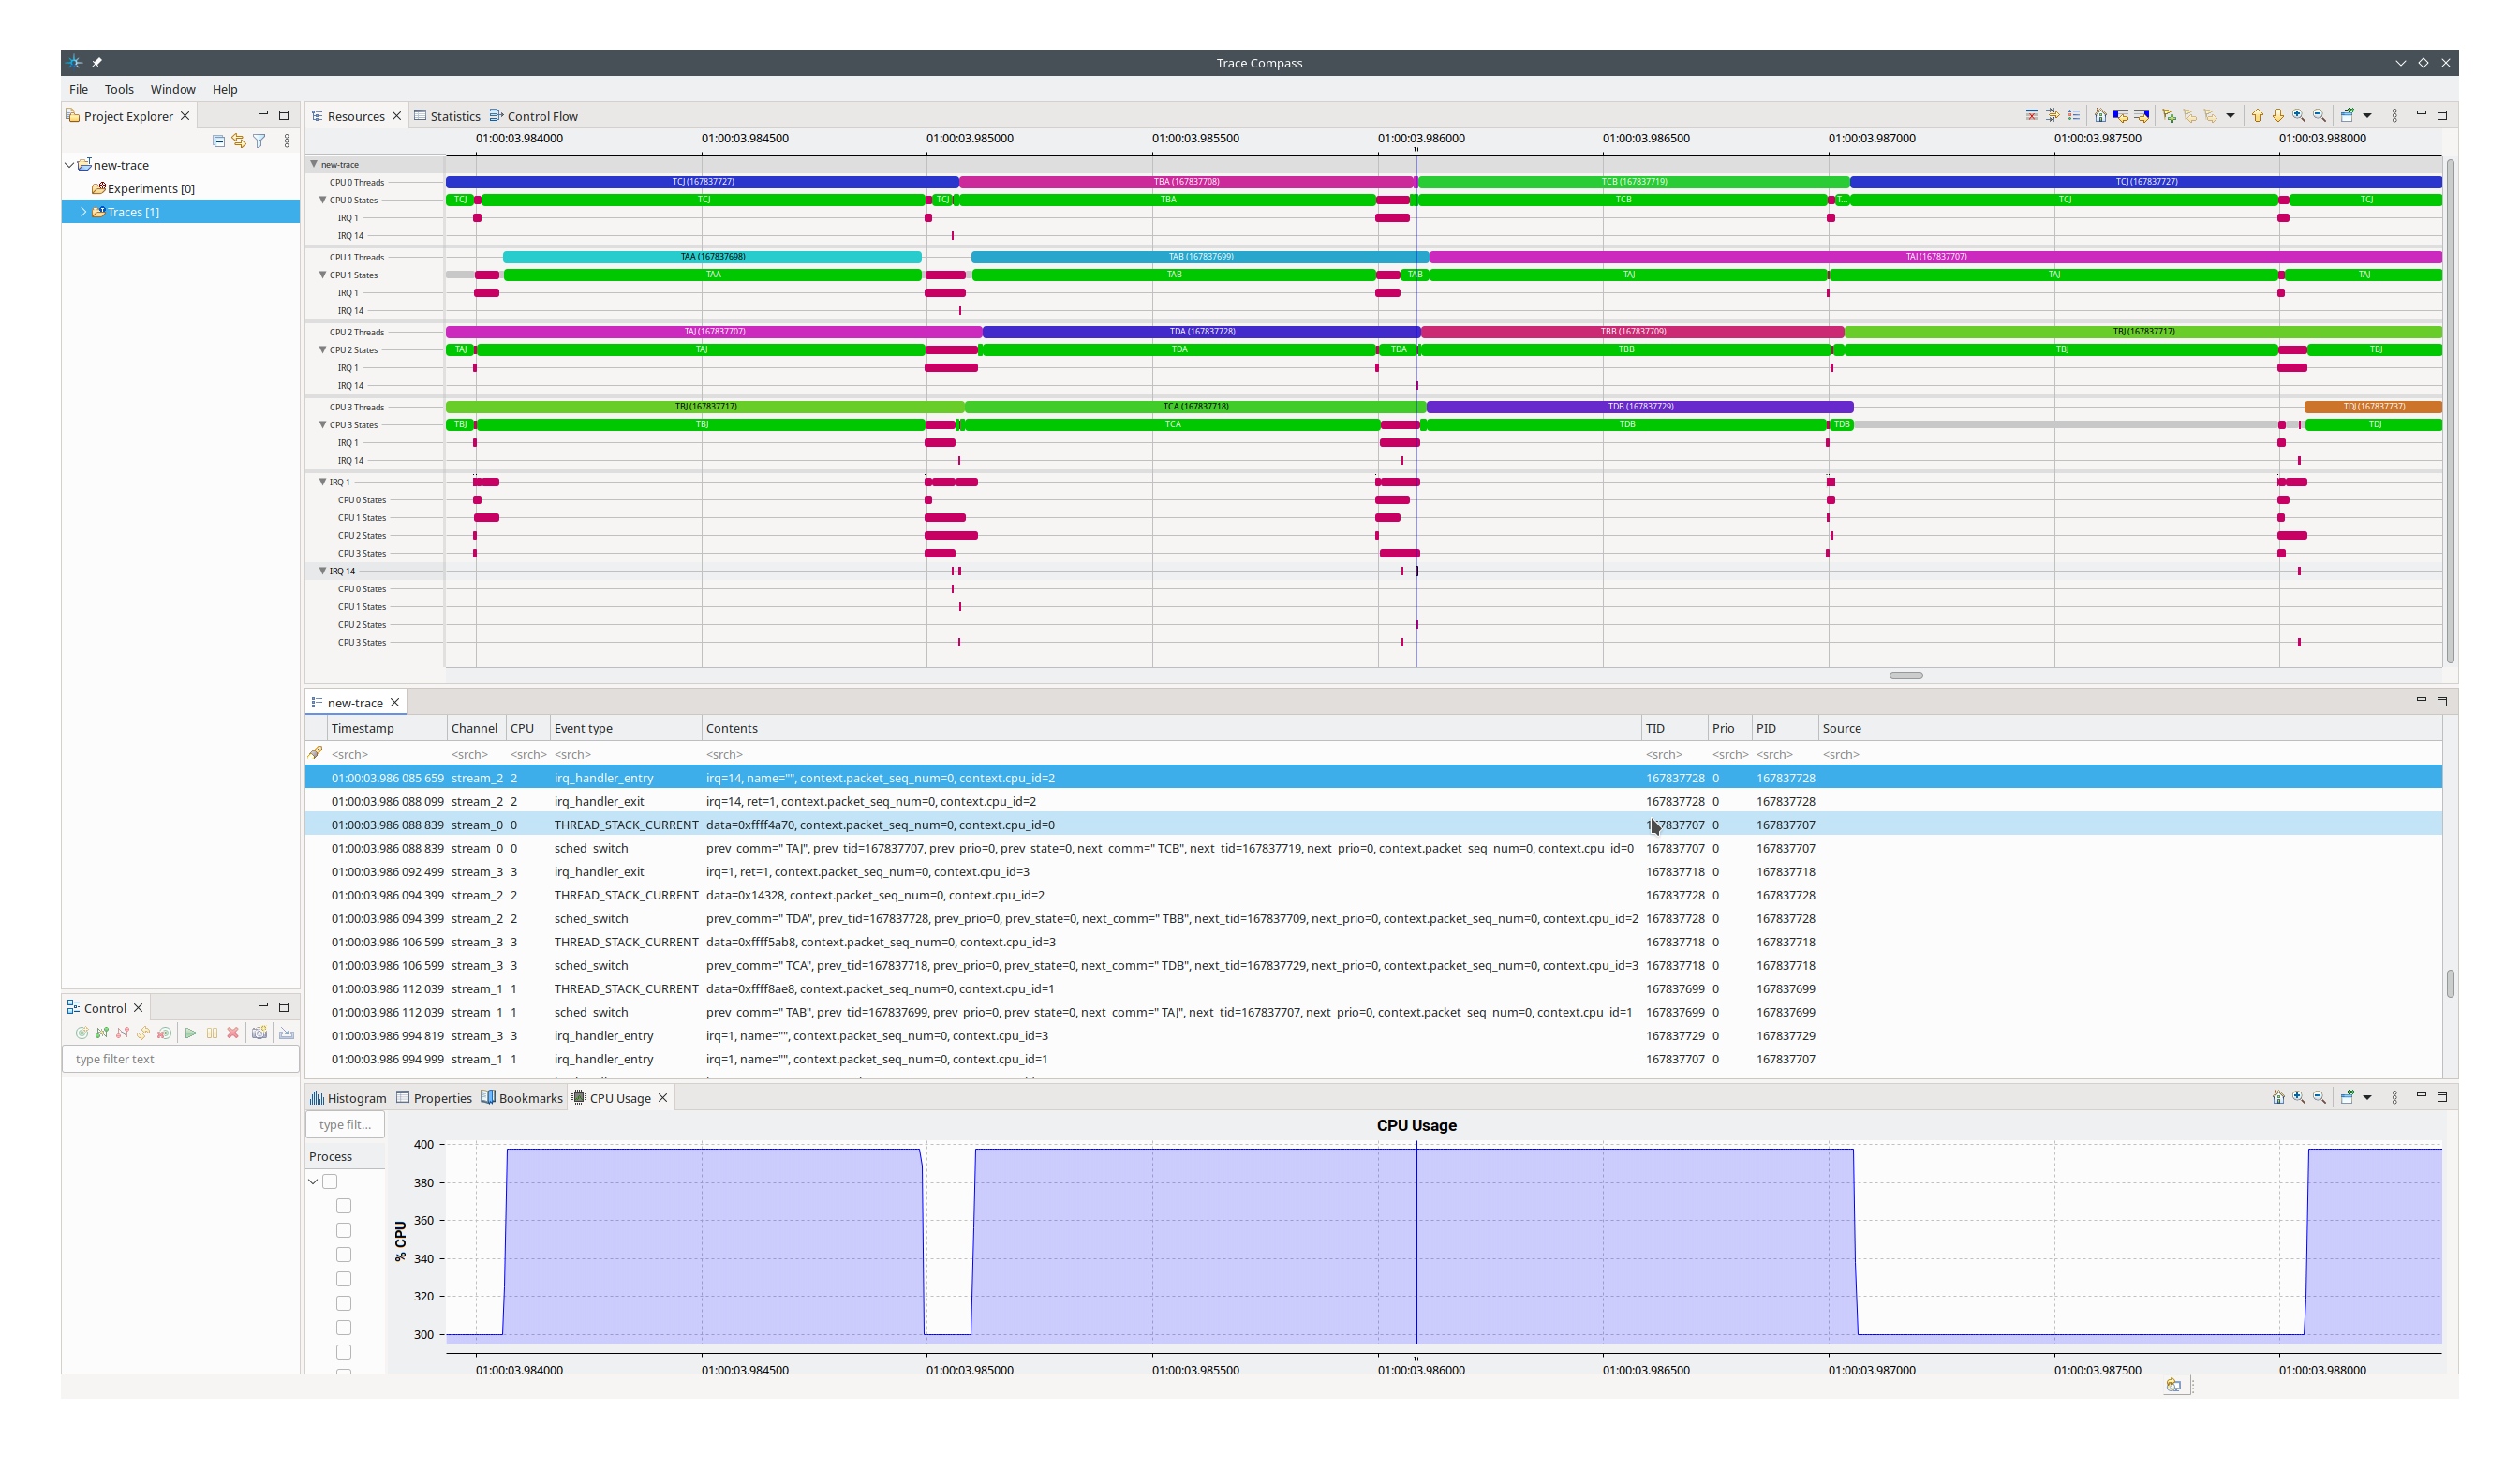 Trace Compass
File Tools Window Help
Project Explorer
new-trace
Experiments [0]
Traces [1]
Resources Statistics Control Flow
01:00:03.984000 01:00:03.984500 01:00:03.985000 01:00:03.985500 01:00:03.986000 01:00:03.986500 01:00:03.987000 01:00:03.987500 01:00:03.988000
new-trace
CPU 0 Threads TCJ (167837727) TBA (167837708) TCB (167837719) TCJ (167837727)
CPU 0 States TCJ TCJ TCJ TBA TCB T... TCJ TCJ
IRQ 1
IRQ 14
CPU 1 Threads TAA (167837698) TAB (167837699) TAJ (167837707)
CPU 1 States TAA TAB TAB TAJ TAJ TAJ
IRQ 1
IRQ 14
CPU 2 Threads TAJ (167837707) TDA (167837728) TBB (167837709) TBJ (167837717)
CPU 2 States TAJ TAJ TDA TDA TBB TBJ TBJ
IRQ 1
IRQ 14
CPU 3 Threads TBJ (167837717) TCA (167837718) TDB (167837729) TDJ (167837737)
CPU 3 States TBJ TBJ TCA TDB TDB TDJ
IRQ 1
IRQ 14
IRQ 1
CPU 0 States
CPU 1 States
CPU 2 States
CPU 3 States
IRQ 14
CPU 0 States
CPU 1 States
CPU 2 States
CPU 3 States
new-trace
Timestamp Channel CPU Event type Contents TID Prio PID Source
<srch> <srch> <srch> <srch> <srch> <srch> <srch> <srch> <srch>
01:00:03.986 085 659 stream_2 2 irq_handler_entry irq=14, name="", context.packet_seq_num=0, context.cpu_id=2 167837728 0 167837728
01:00:03.986 088 099 stream_2 2 irq_handler_exit irq=14, ret=1, context.packet_seq_num=0, context.cpu_id=2 167837728 0 167837728
01:00:03.986 088 839 stream_0 0 THREAD_STACK_CURRENT data=0xffff4a70, context.packet_seq_num=0, context.cpu_id=0 167837707 0 167837707
01:00:03.986 088 839 stream_0 0 sched_switch prev_comm=" TAJ", prev_tid=167837707, prev_prio=0, prev_state=0, next_comm=" TCB", next_tid=167837719, next_prio=0, context.packet_seq_num=0, context.cpu_id=0 167837707 0 167837707
01:00:03.986 092 499 stream_3 3 irq_handler_exit irq=1, ret=1, context.packet_seq_num=0, context.cpu_id=3 167837718 0 167837718
01:00:03.986 094 399 stream_2 2 THREAD_STACK_CURRENT data=0x14328, context.packet_seq_num=0, context.cpu_id=2 167837728 0 167837728
01:00:03.986 094 399 stream_2 2 sched_switch prev_comm=" TDA", prev_tid=167837728, prev_prio=0, prev_state=0, next_comm=" TBB", next_tid=167837709, next_prio=0, context.packet_seq_num=0, context.cpu_id=2 167837728 0 167837728
01:00:03.986 106 599 stream_3 3 THREAD_STACK_CURRENT data=0xffff5ab8, context.packet_seq_num=0, context.cpu_id=3 167837718 0 167837718
01:00:03.986 106 599 stream_3 3 sched_switch prev_comm=" TCA", prev_tid=167837718, prev_prio=0, prev_state=0, next_comm=" TDB", next_tid=167837729, next_prio=0, context.packet_seq_num=0, context.cpu_id=3 167837718 0 167837718
01:00:03.986 112 039 stream_1 1 THREAD_STACK_CURRENT data=0xffff8ae8, context.packet_seq_num=0, context.cpu_id=1 167837699 0 167837699
01:00:03.986 112 039 stream_1 1 sched_switch prev_comm=" TAB", prev_tid=167837699, prev_prio=0, prev_state=0, next_comm=" TAJ", next_tid=167837707, next_prio=0, context.packet_seq_num=0, context.cpu_id=1 167837699 0 167837699
01:00:03.986 994 819 stream_3 3 irq_handler_entry irq=1, name="", context.packet_seq_num=0, context.cpu_id=3 167837729 0 167837729
01:00:03.986 994 999 stream_1 1 irq_handler_entry irq=1, name="", context.packet_seq_num=0, context.cpu_id=1 167837707 0 167837707
Control
type filter text
Histogram Properties Bookmarks CPU Usage
type filt...
Process
CPU Usage
% CPU
400
380
360
340
320
300
01:00:03.984000 01:00:03.984500 01:00:03.985000 01:00:03.985500 01:00:03.986000 01:00:03.986500 01:00:03.987000 01:00:03.987500 01:00:03.988000